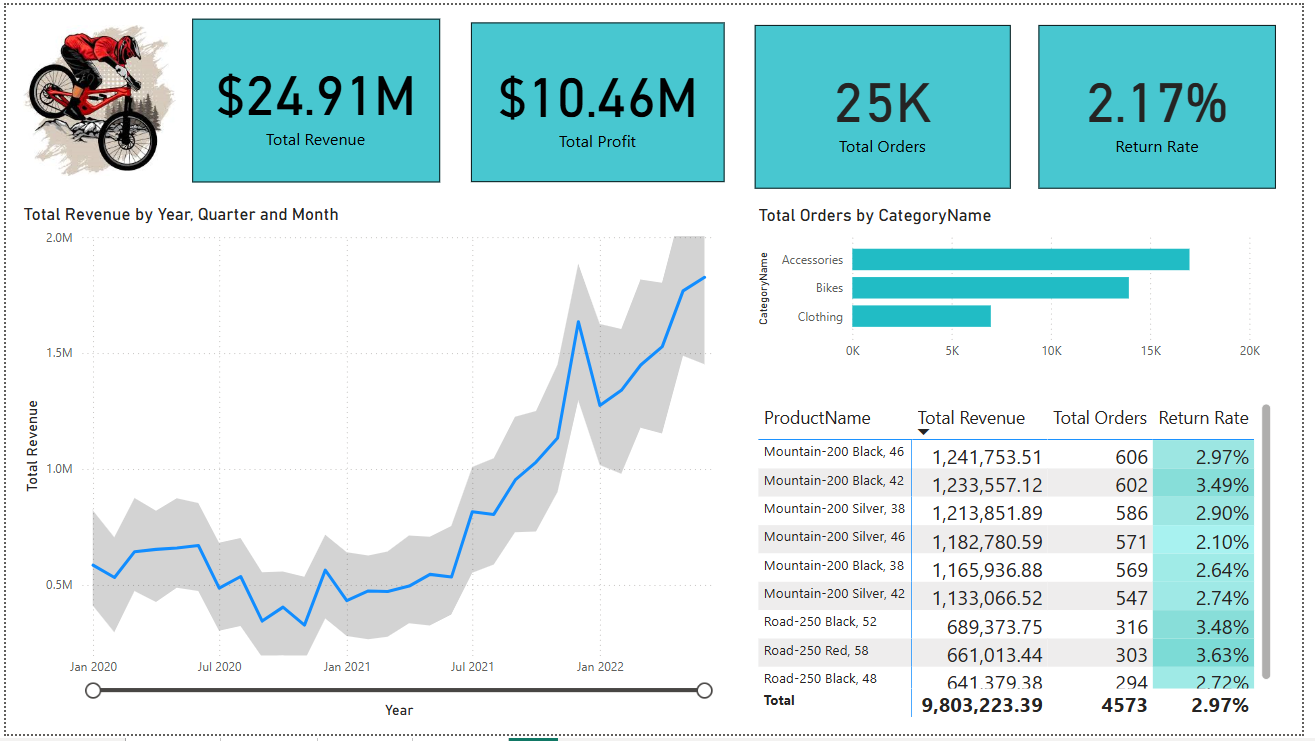 $24.91M
Total Revenue
$10.46M
Total Profit
25K
Total Orders
2.17%
Return Rate
Total Revenue by Year, Quarter and Month
Total Revenue
2.0M
1.5M
1.0M
0.5M
Jan 2020 Jul 2020 Jan 2021 Jul 2021 Jan 2022
Year
Total Orders by CategoryName
CategoryName
Accessories
Bikes
Clothing
0K 5K 10K 15K 20K
ProductName Total Revenue Total Orders Return Rate
Mountain-200 Black, 46 1,241,753.51 606 2.97%
Mountain-200 Black, 42 1,233,557.12 602 3.49%
Mountain-200 Silver, 38 1,213,851.89 586 2.90%
Mountain-200 Silver, 46 1,182,780.59 571 2.10%
Mountain-200 Black, 38 1,165,936.88 569 2.64%
Mountain-200 Silver, 42 1,133,066.52 547 2.74%
Road-250 Black, 52 689,373.75 316 3.48%
Road-250 Red, 58 661,013.44 303 3.63%
Road-250 Black, 48 641,379.38 294 2.72%
Total 9,803,223.39 4573 2.97%